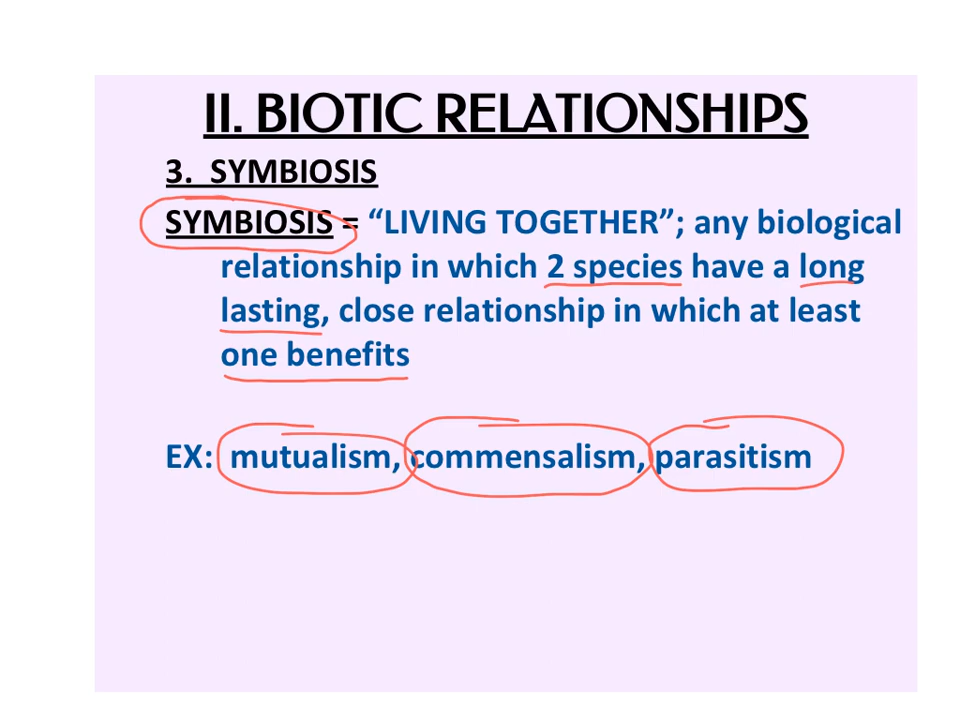 II. BIOTIC RELATIONSHIPS
3. SYMBIOSIS
SYMBIOSIS = “LIVING TOGETHER”; any biological
relationship in which 2 species have a long
lasting, close relationship in which at least
one benefits
EX: mutualism, commensalism, parasitism